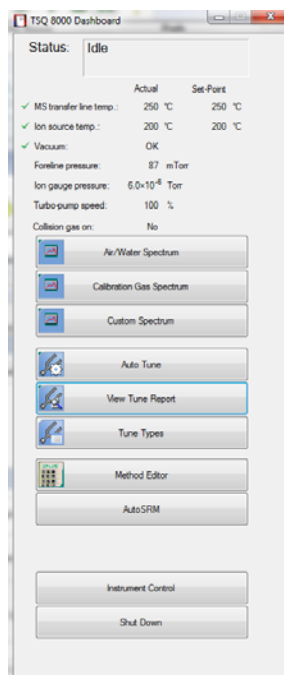 TSQ 8000 Dashboard
Status: Idle
Actual Set-Point
MS transfer line temp.: 250 °C 250 °C
Ion source temp.: 200 °C 200 °C
Vacuum: OK
Foreline pressure: 87 mTorr
Ion gauge pressure: 6.0×10⁻⁶ Torr
Turbo-pump speed: 100 %
Collision gas on: No
Air/Water Spectrum
Calibration Gas Spectrum
Custom Spectrum
Auto Tune
View Tune Report
Tune Types
Method Editor
AutoSRM
Instrument Control
Shut Down